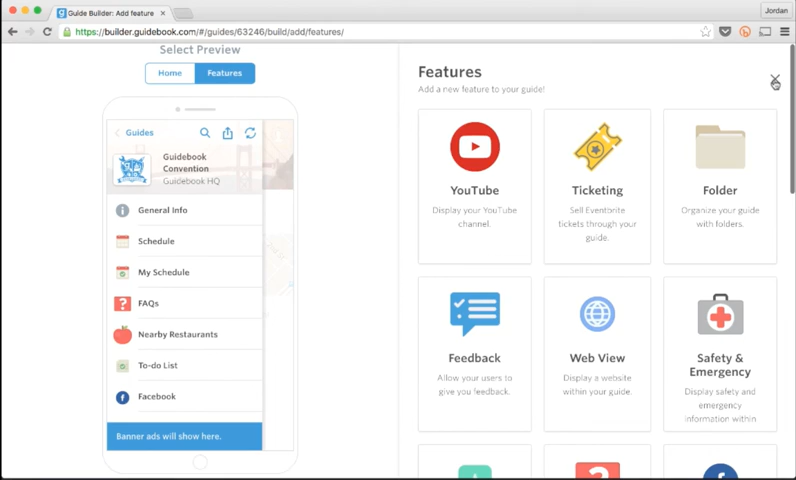 Guide Builder: Add feature
Jordan
https://builder.guidebook.com/#/guides/63246/build/add/features/
Select Preview
Home
Features
Guides
Guidebook
Convention
Guidebook HQ
General Info
Schedule
My Schedule
FAQs
Nearby Restaurants
To-do List
Facebook
Banner ads will show here.
Features
Add a new feature to your guide!
YouTube
Display your YouTube
channel.
Ticketing
Sell Eventbrite
tickets through your
guide.
Folder
Organize your guide
with folders.
Feedback
Allow your users to
give you feedback.
Web View
Display a website
within your guide.
Safety &
Emergency
Display safety and
emergency
information within